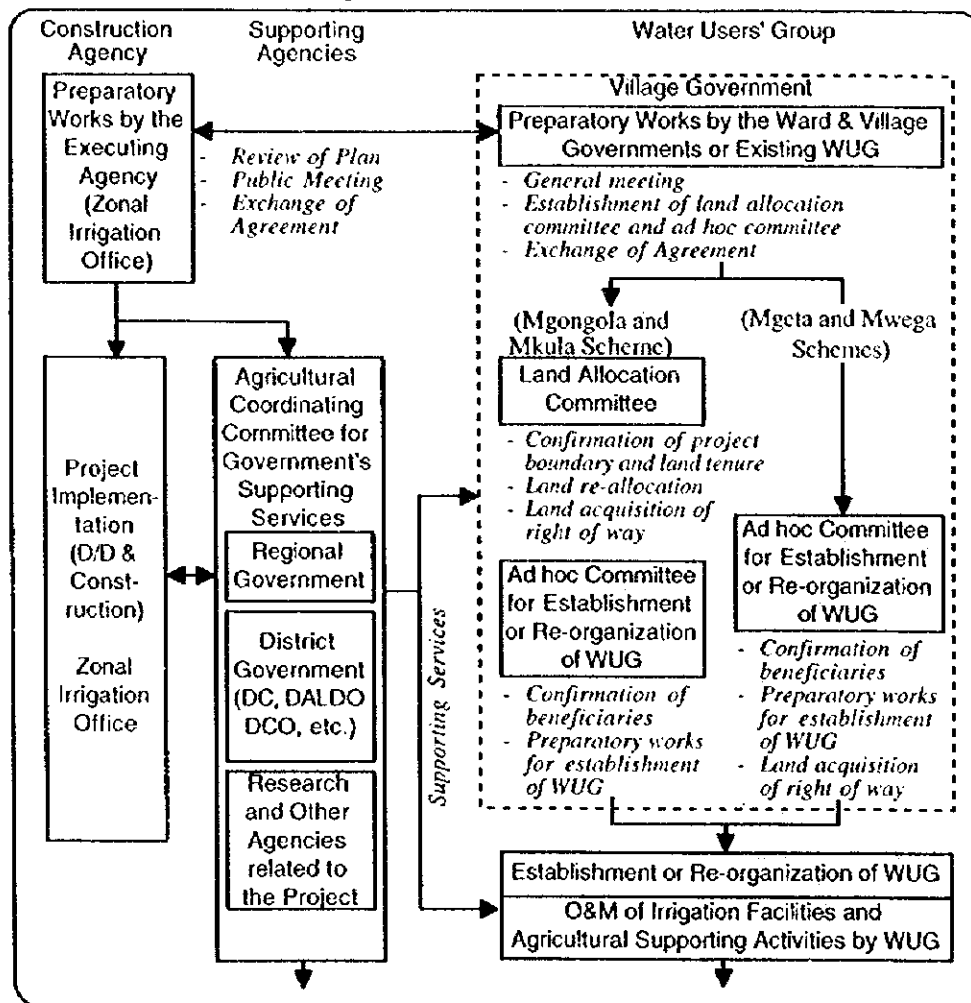 Construction Agency
Supporting Agencies
Water Users' Group
Preparatory
Works by the
Executing
Agency
(Zonal
Irrigation
Office)
- Review of Plan
- Public Meeting
- Exchange of
Agreement
Village Government
Preparatory Works by the Ward & Village
Governments or Existing WUG
- General meeting
- Establishment of land allocation
committee and ad hoc committee
- Exchange of Agreement
(Mgongola and
Mkula Scheme)
(Mgeta and Mwega
Schemes)
Project
Implemen-
tation
(D/D &
Const-
ruction)
Zonal
Irrigation
Office
Agricultural
Coordinating
Committee for
Government's
Supporting
Services
Regional
Government
District
Government
(DC, DALDO
DCO, etc.)
Research
and Other
Agencies
related to
the Project
Supporting Services
Land Allocation
Committee
- Confirmation of project
boundary and land tenure
- Land re-allocation
- Land acquisition of
right of way
Ad hoc Committee
for Establishment
or Re-organization
of WUG
- Confirmation of
beneficiaries
- Preparatory works
for establishment
of WUG
Ad hoc Committee
for Establishment
or Re-organization
of WUG
- Confirmation of
beneficiaries
- Preparatory works
for establishment
of WUG
- Land acquisition
of right of way
Establishment or Re-organization of WUG
O&M of Irrigation Facilities and
Agricultural Supporting Activities by WUG